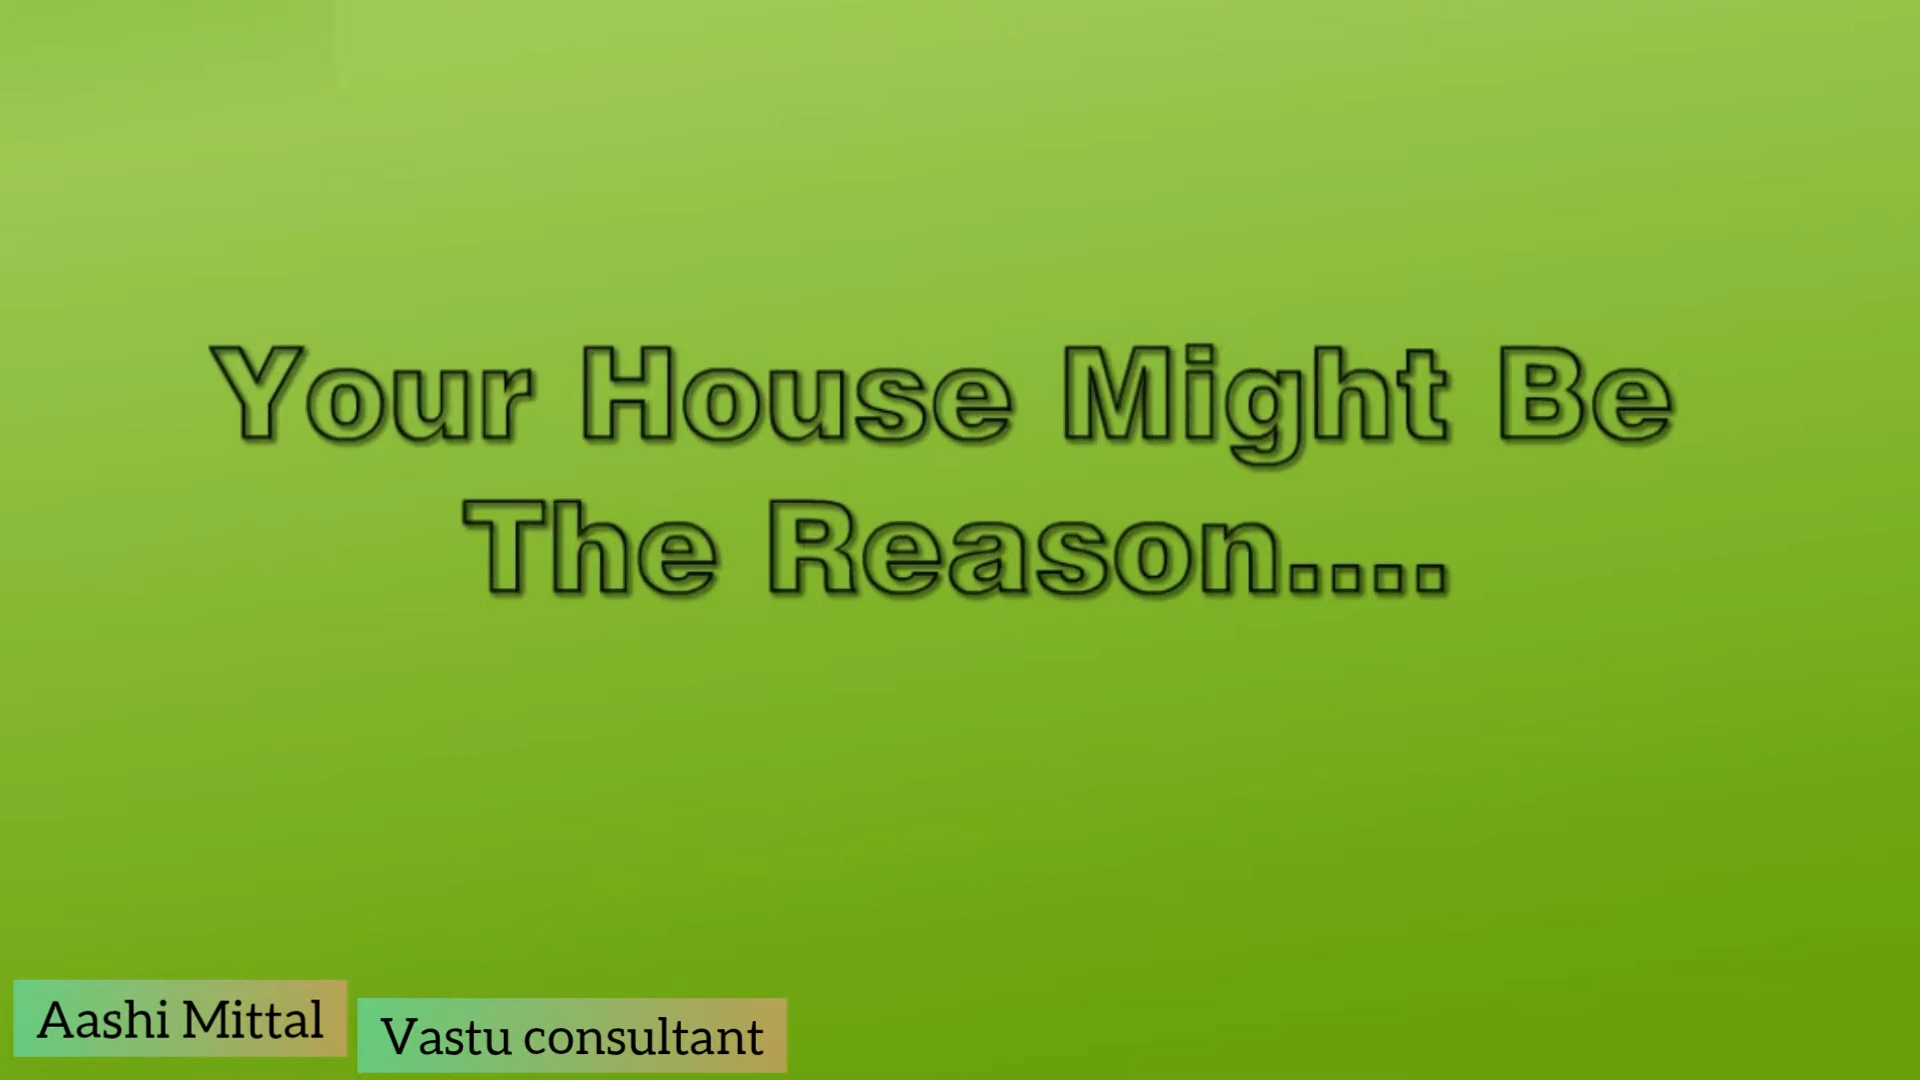 Your House Might Be
The Reason....
Aashi Mittal
Vastu consultant